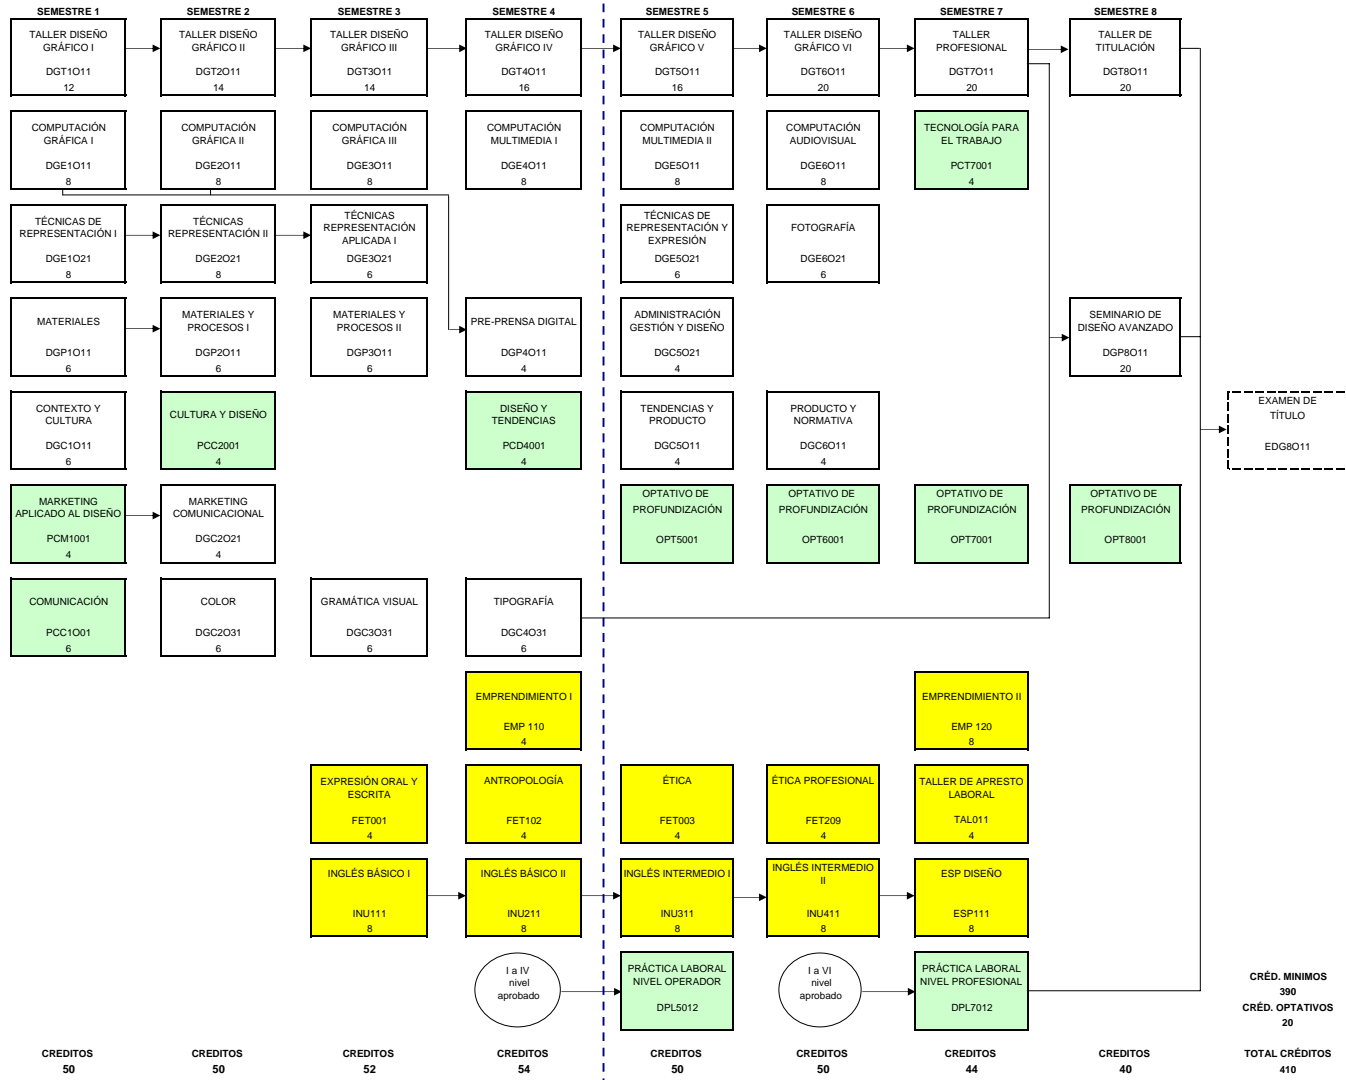 SEMESTRE 1
SEMESTRE 2
SEMESTRE 3
SEMESTRE 4
SEMESTRE 5
SEMESTRE 6
SEMESTRE 7
SEMESTRE 8
TALLER DISEÑO
GRÁFICO I
DGT1O11
12
TALLER DISEÑO
GRÁFICO II
DGT2O11
14
TALLER DISEÑO
GRÁFICO III
DGT3O11
14
TALLER DISEÑO
GRÁFICO IV
DGT4O11
16
TALLER DISEÑO
GRÁFICO V
DGT5O11
16
TALLER DISEÑO
GRÁFICO VI
DGT6O11
20
TALLER
PROFESIONAL
DGT7O11
20
TALLER DE
TITULACIÓN
DGT8O11
20
COMPUTACIÓN
GRÁFICA I
DGE1O11
8
COMPUTACIÓN
GRÁFICA II
DGE2O11
8
COMPUTACIÓN
GRÁFICA III
DGE3O11
8
COMPUTACIÓN
MULTIMEDIA I
DGE4O11
8
COMPUTACIÓN
MULTIMEDIA II
DGE5O11
8
COMPUTACIÓN
AUDIOVISUAL
DGE6O11
8
TECNOLOGÍA PARA
EL TRABAJO
PCT7001
4
TÉCNICAS DE
REPRESENTACIÓN I
DGE1O21
8
TÉCNICAS
REPRESENTACIÓN II
DGE2O21
8
TÉCNICAS
REPRESENTACIÓN
APLICADA I
DGE3O21
6
TÉCNICAS DE
REPRESENTACIÓN Y
EXPRESIÓN
DGE5O21
6
FOTOGRAFÍA
DGE6O21
6
MATERIALES
DGP1O11
6
MATERIALES Y
PROCESOS I
DGP2O11
6
MATERIALES Y
PROCESOS II
DGP3O11
6
PRE-PRENSA DIGITAL
DGP4O11
4
ADMINISTRACIÓN
GESTIÓN Y DISEÑO
DGC5O21
4
SEMINARIO DE
DISEÑO AVANZADO
DGP8O11
20
CONTEXTO Y
CULTURA
DGC1O11
6
CULTURA Y DISEÑO
PCC2001
4
DISEÑO Y
TENDENCIAS
PCD4001
4
TENDENCIAS Y
PRODUCTO
DGC5O11
4
PRODUCTO Y
NORMATIVA
DGC6O11
4
EXAMEN DE
TÍTULO
EDG8O11
MARKETING
APLICADO AL DISEÑO
PCM1001
4
MARKETING
COMUNICACIONAL
DGC2O21
4
OPTATIVO DE
PROFUNDIZACIÓN
OPT5001
OPTATIVO DE
PROFUNDIZACIÓN
OPT6001
OPTATIVO DE
PROFUNDIZACIÓN
OPT7001
OPTATIVO DE
PROFUNDIZACIÓN
OPT8001
COMUNICACIÓN
PCC1O01
6
COLOR
DGC2O31
6
GRAMÁTICA VISUAL
DGC3O31
6
TIPOGRAFÍA
DGC4O31
6
EMPRENDIMIENTO I
EMP 110
4
EMPRENDIMIENTO II
EMP 120
8
EXPRESIÓN ORAL Y
ESCRITA
FET001
4
ANTROPOLOGÍA
FET102
4
ÉTICA
FET003
4
ÉTICA PROFESIONAL
FET209
4
TALLER DE APRESTO
LABORAL
TAL011
4
INGLÉS BÁSICO I
INU111
8
INGLÉS BÁSICO II
INU211
8
INGLÉS INTERMEDIO I
INU311
8
INGLÉS INTERMEDIO
II
INU411
8
ESP DISEÑO
ESP111
8
I a IV
nivel
aprobado
PRÁCTICA LABORAL
NIVEL OPERADOR
DPL5012
I a VI
nivel
aprobado
PRÁCTICA LABORAL
NIVEL PROFESIONAL
DPL7012
CRÉD. MINIMOS
390
CRÉD. OPTATIVOS
20
CREDITOS
50
CREDITOS
50
CREDITOS
52
CREDITOS
54
CREDITOS
50
CREDITOS
50
CREDITOS
44
CREDITOS
40
TOTAL CRÉDITOS
410